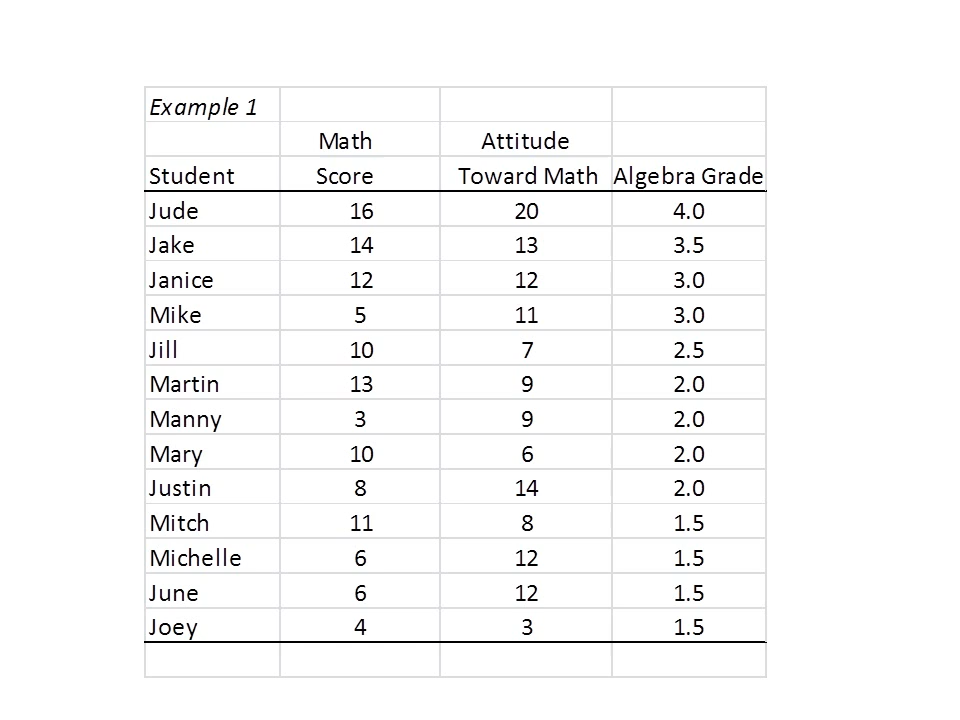 Example 1
Math Attitude
Student Score Toward Math Algebra Grade
Jude 16 20 4.0
Jake 14 13 3.5
Janice 12 12 3.0
Mike 5 11 3.0
Jill 10 7 2.5
Martin 13 9 2.0
Manny 3 9 2.0
Mary 10 6 2.0
Justin 8 14 2.0
Mitch 11 8 1.5
Michelle 6 12 1.5
June 6 12 1.5
Joey 4 3 1.5